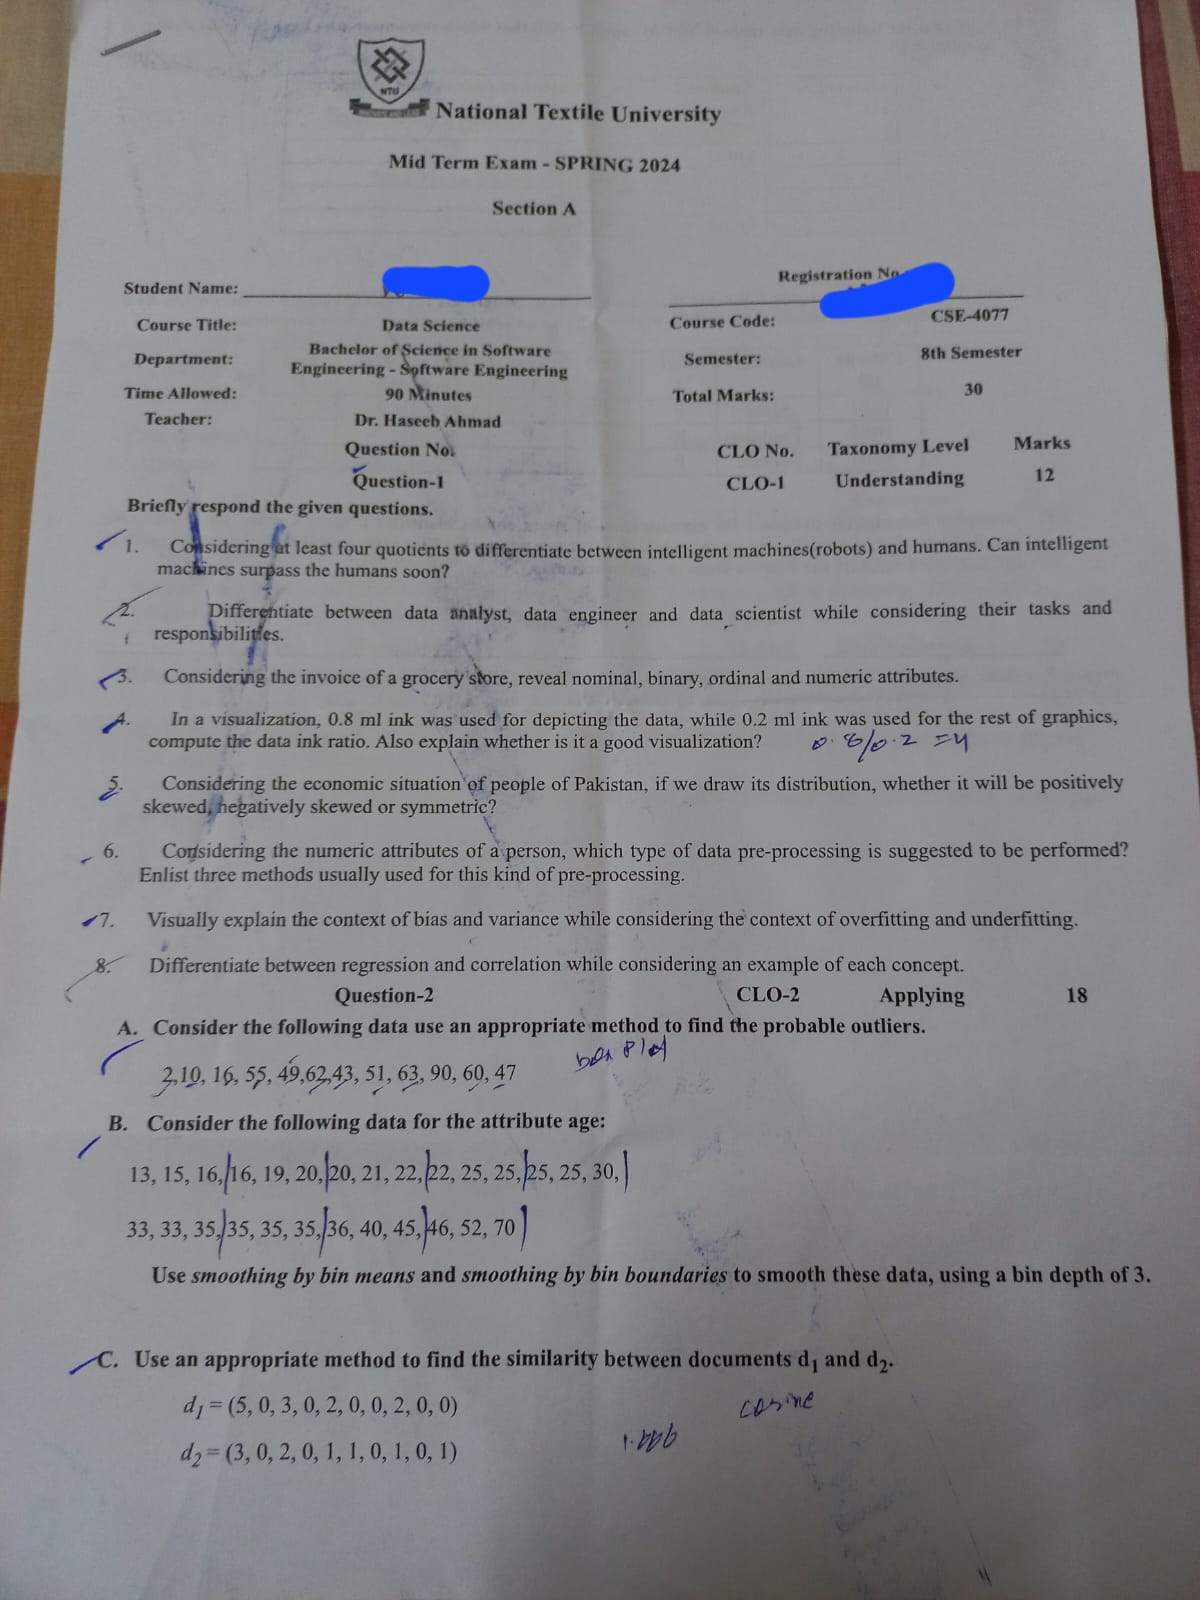 NTU
National Textile University
Mid Term Exam - SPRING 2024
Section A
Student Name:
Registration No
Course Title: Data Science Course Code: CSE-4077
Department: Bachelor of Science in Software Engineering - Software Engineering Semester: 8th Semester
Time Allowed: 90 Minutes Total Marks: 30
Teacher: Dr. Haseeb Ahmad
Question No. CLO No. Taxonomy Level Marks
Question-1 CLO-1 Understanding 12
Briefly respond the given questions.
1. Considering at least four quotients to differentiate between intelligent machines(robots) and humans. Can intelligent
machines surpass the humans soon?
2. Differentiate between data analyst, data engineer and data scientist while considering their tasks and
responsibilities.
3. Considering the invoice of a grocery store, reveal nominal, binary, ordinal and numeric attributes.
4. In a visualization, 0.8 ml ink was used for depicting the data, while 0.2 ml ink was used for the rest of graphics,
compute the data ink ratio. Also explain whether is it a good visualization? 0.8/0.2 = 4
5. Considering the economic situation of people of Pakistan, if we draw its distribution, whether it will be positively
skewed, negatively skewed or symmetric?
6. Considering the numeric attributes of a person, which type of data pre-processing is suggested to be performed?
Enlist three methods usually used for this kind of pre-processing.
7. Visually explain the context of bias and variance while considering the context of overfitting and underfitting.
8. Differentiate between regression and correlation while considering an example of each concept.
Question-2 CLO-2 Applying 18
A. Consider the following data use an appropriate method to find the probable outliers.
box plot
2,10, 16, 55, 49,62,43, 51, 63, 90, 60, 47
B. Consider the following data for the attribute age:
13, 15, 16, 16, 19, 20, 20, 21, 22, 22, 25, 25, 25, 25, 30,
33, 33, 35, 35, 35, 35, 36, 40, 45, 46, 52, 70
Use smoothing by bin means and smoothing by bin boundaries to smooth these data, using a bin depth of 3.
C. Use an appropriate method to find the similarity between documents d1 and d2.
d1 = (5, 0, 3, 0, 2, 0, 0, 2, 0, 0)
cosine
d2 = (3, 0, 2, 0, 1, 1, 0, 1, 0, 1)